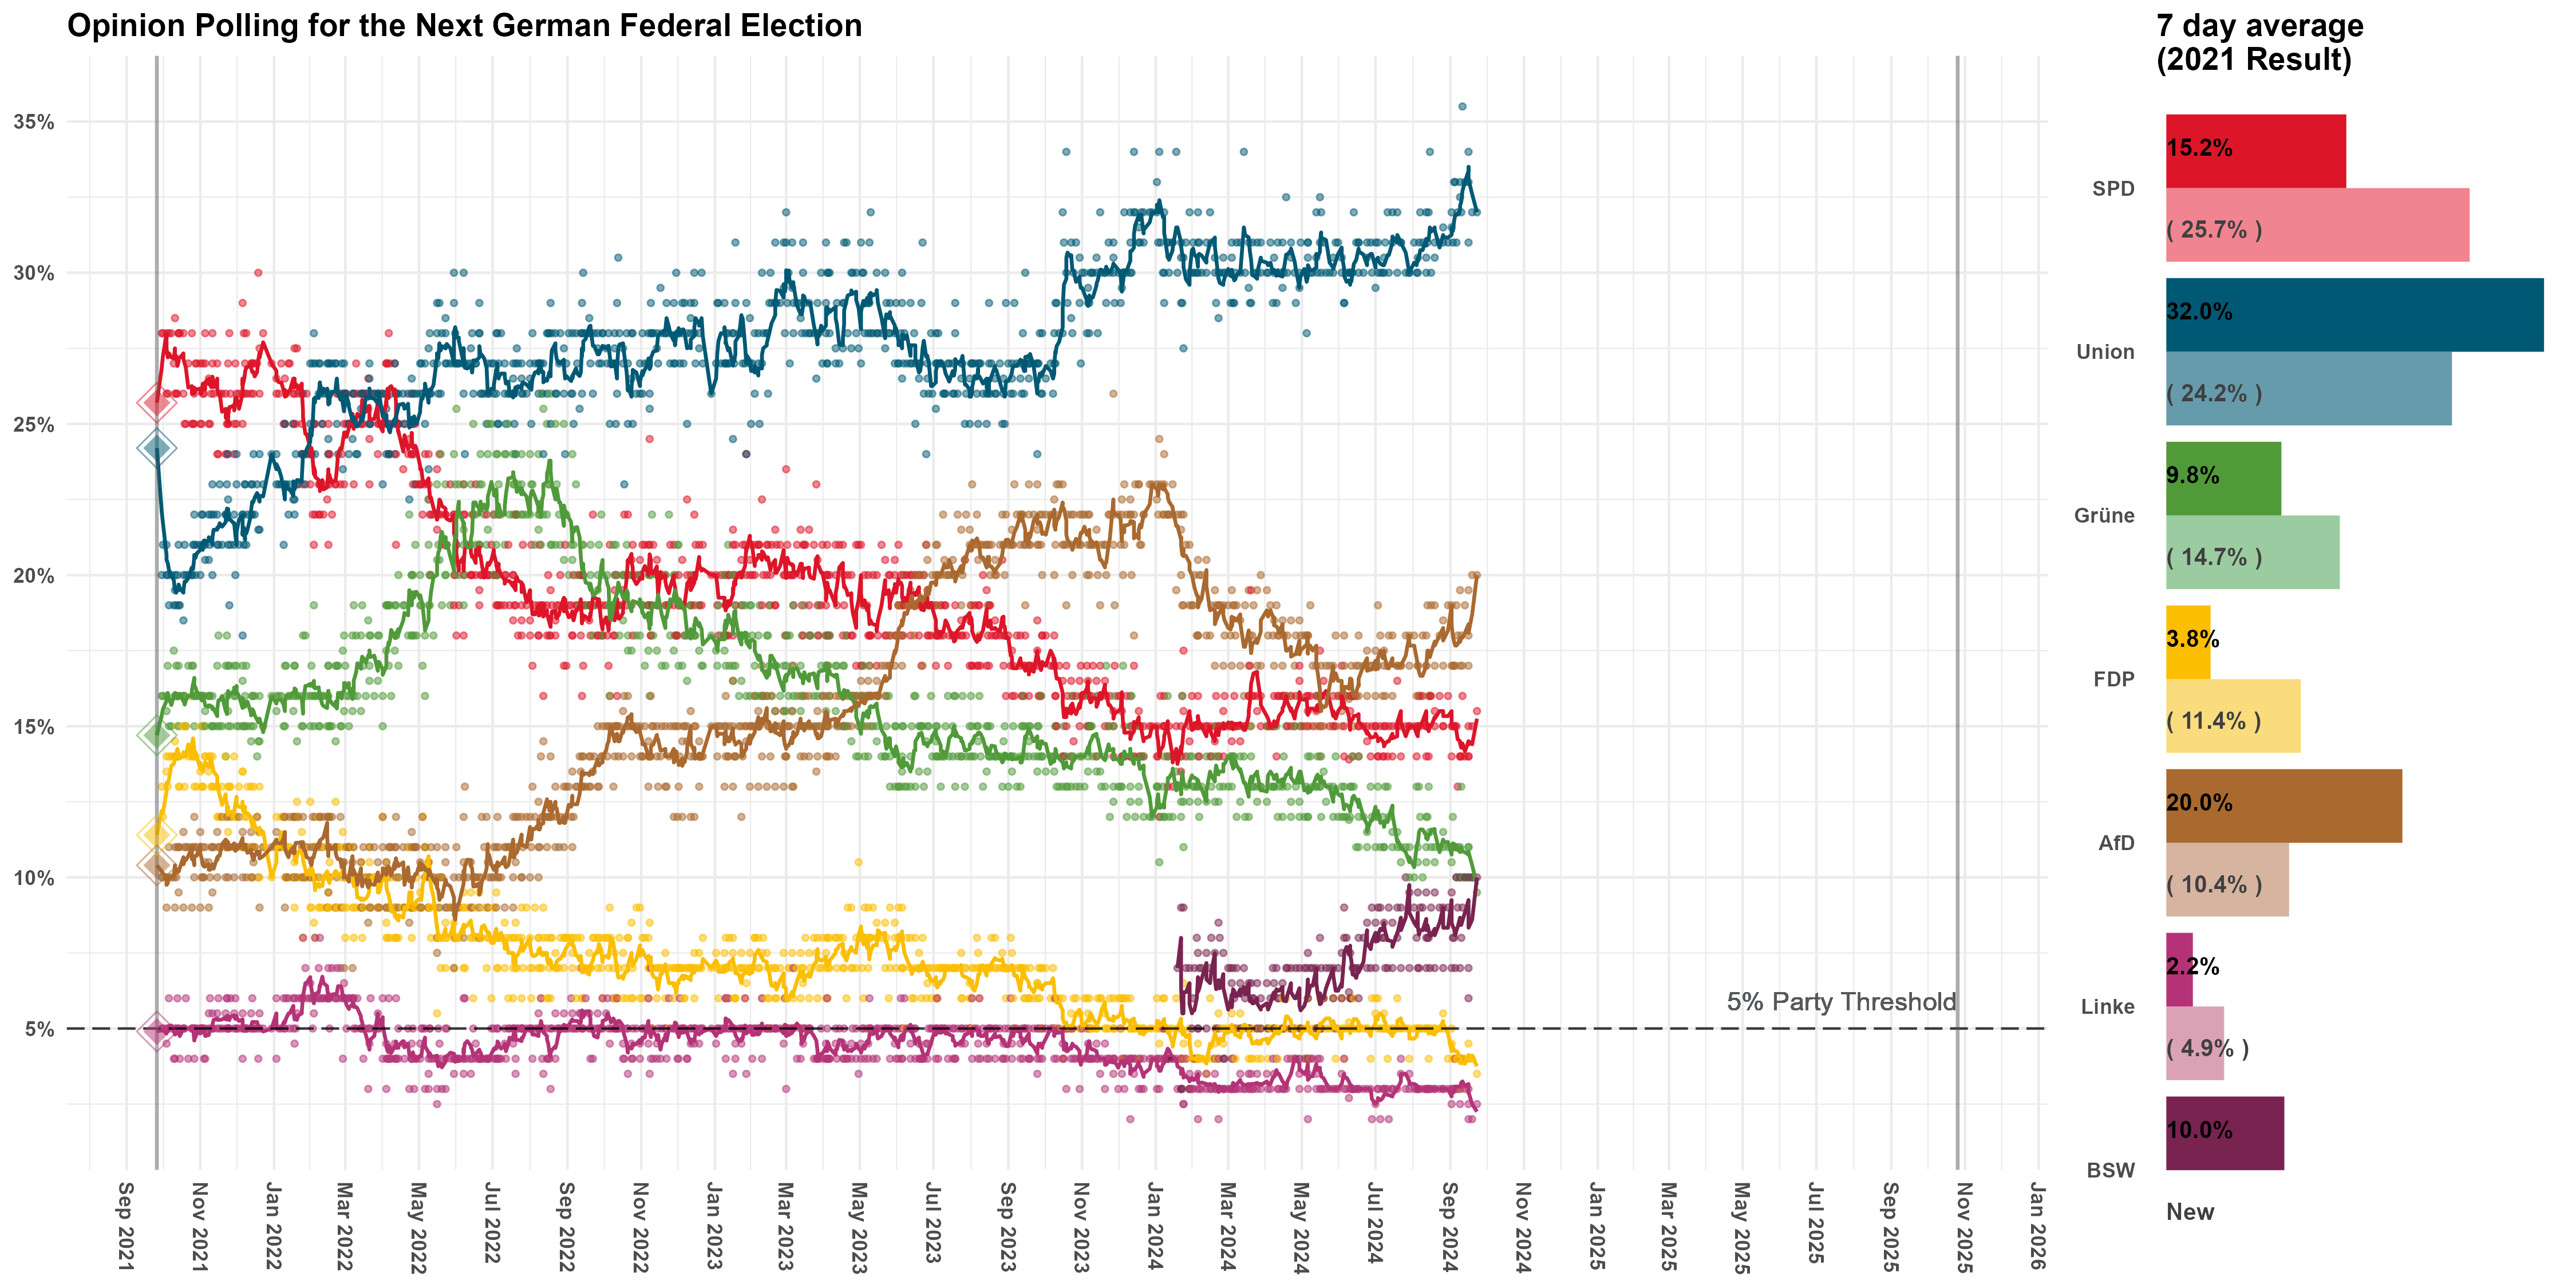 Opinion Polling for the Next German Federal Election
7 day average
(2021 Result)
35%
30%
25%
20%
15%
10%
5%
5% Party Threshold
Sep 2021
Nov 2021
Jan 2022
Mar 2022
May 2022
Jul 2022
Sep 2022
Nov 2022
Jan 2023
Mar 2023
May 2023
Jul 2023
Sep 2023
Nov 2023
Jan 2024
Mar 2024
May 2024
Jul 2024
Sep 2024
Nov 2024
Jan 2025
Mar 2025
May 2025
Jul 2025
Sep 2025
Nov 2025
Jan 2026
15.2%
SPD
( 25.7% )
32.0%
Union
( 24.2% )
9.8%
Grüne
( 14.7% )
3.8%
FDP
( 11.4% )
20.0%
AfD
( 10.4% )
2.2%
Linke
( 4.9% )
10.0%
BSW
New